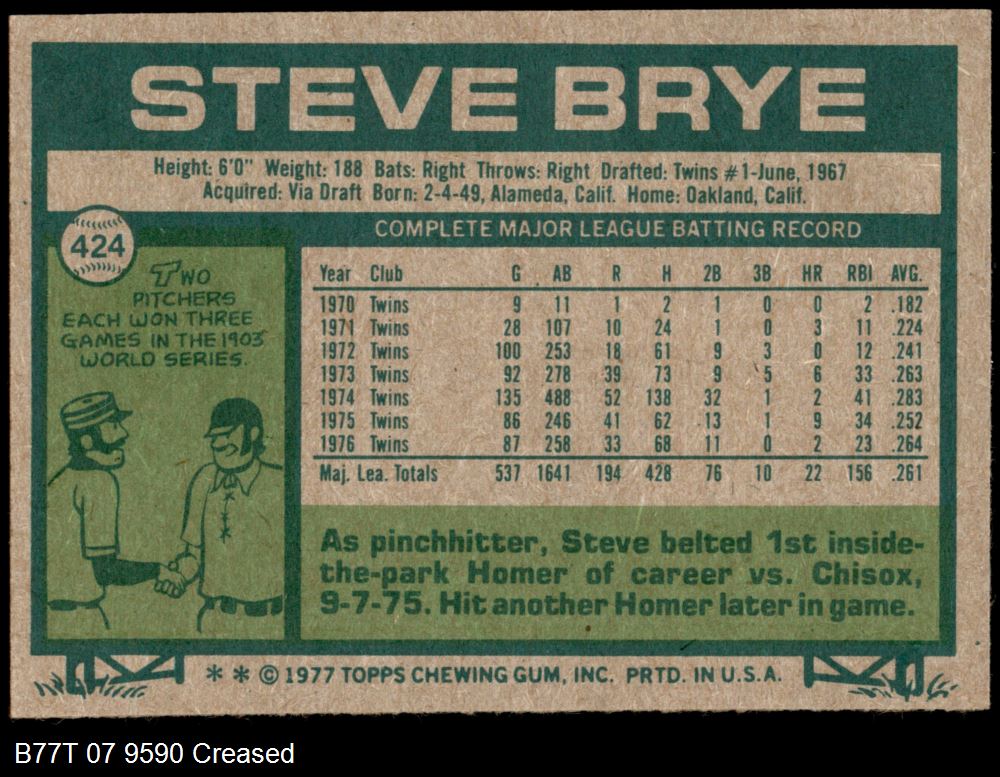 STEVE BRYE
Height: 6'0" Weight: 188 Bats: Right Throws: Right Drafted: Twins #1-June, 1967
Acquired: Via Draft Born: 2-4-49, Alameda, Calif. Home: Oakland, Calif.
424
TWO
PITCHERS
EACH WON THREE
GAMES IN THE 1903
WORLD SERIES.
COMPLETE MAJOR LEAGUE BATTING RECORD
Year Club G AB R H 2B 3B HR RBI AVG.
1970 Twins 9 11 1 2 1 0 0 2 .182
1971 Twins 28 107 10 24 1 0 3 11 .224
1972 Twins 100 253 18 61 9 3 0 12 .241
1973 Twins 92 278 39 73 9 5 6 33 .263
1974 Twins 135 488 52 138 32 1 2 41 .283
1975 Twins 86 246 41 62 13 1 9 34 .252
1976 Twins 87 258 33 68 11 0 2 23 .264
Maj. Lea. Totals 537 1641 194 428 76 10 22 156 .261
As pinchhitter, Steve belted 1st inside-
the-park Homer of career vs. Chisox,
9-7-75. Hit another Homer later in game.
** © 1977 TOPPS CHEWING GUM, INC. PRTD. IN U.S.A.
B77T 07 9590 Creased